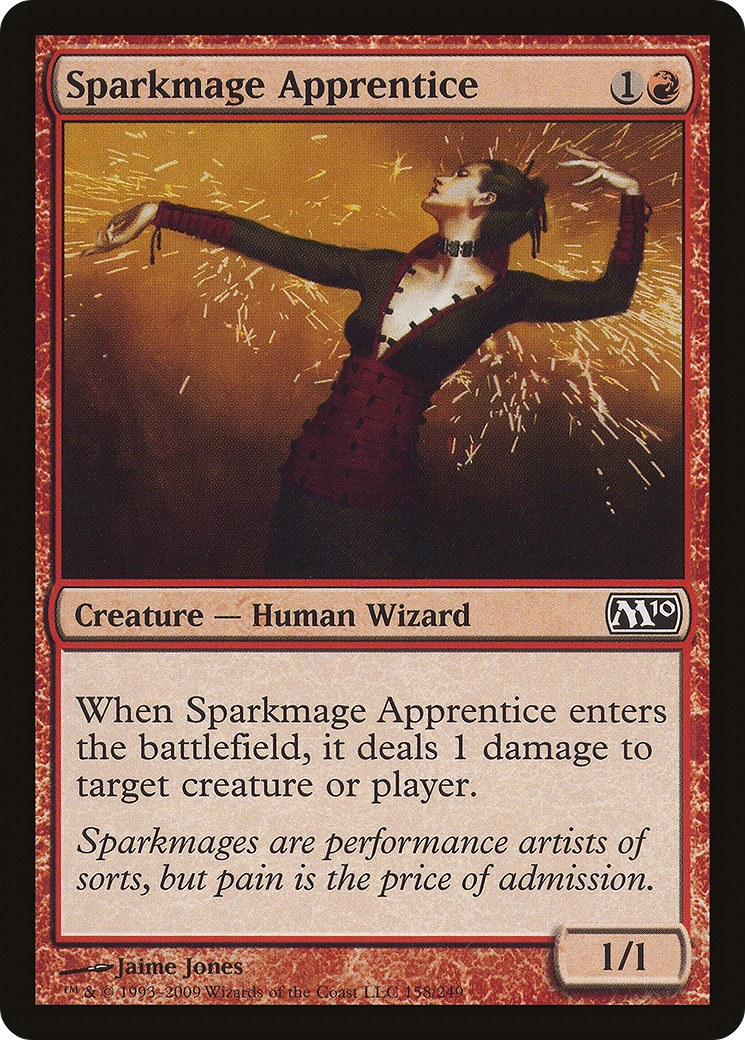 Sparkmage Apprentice 1
Creature — Human Wizard M10
When Sparkmage Apprentice enters
the battlefield, it deals 1 damage to
target creature or player.
Sparkmages are performance artists of
sorts, but pain is the price of admission.
1/1
Jaime Jones
™ & © 1993–2009 Wizards of the Coast LLC 158/249